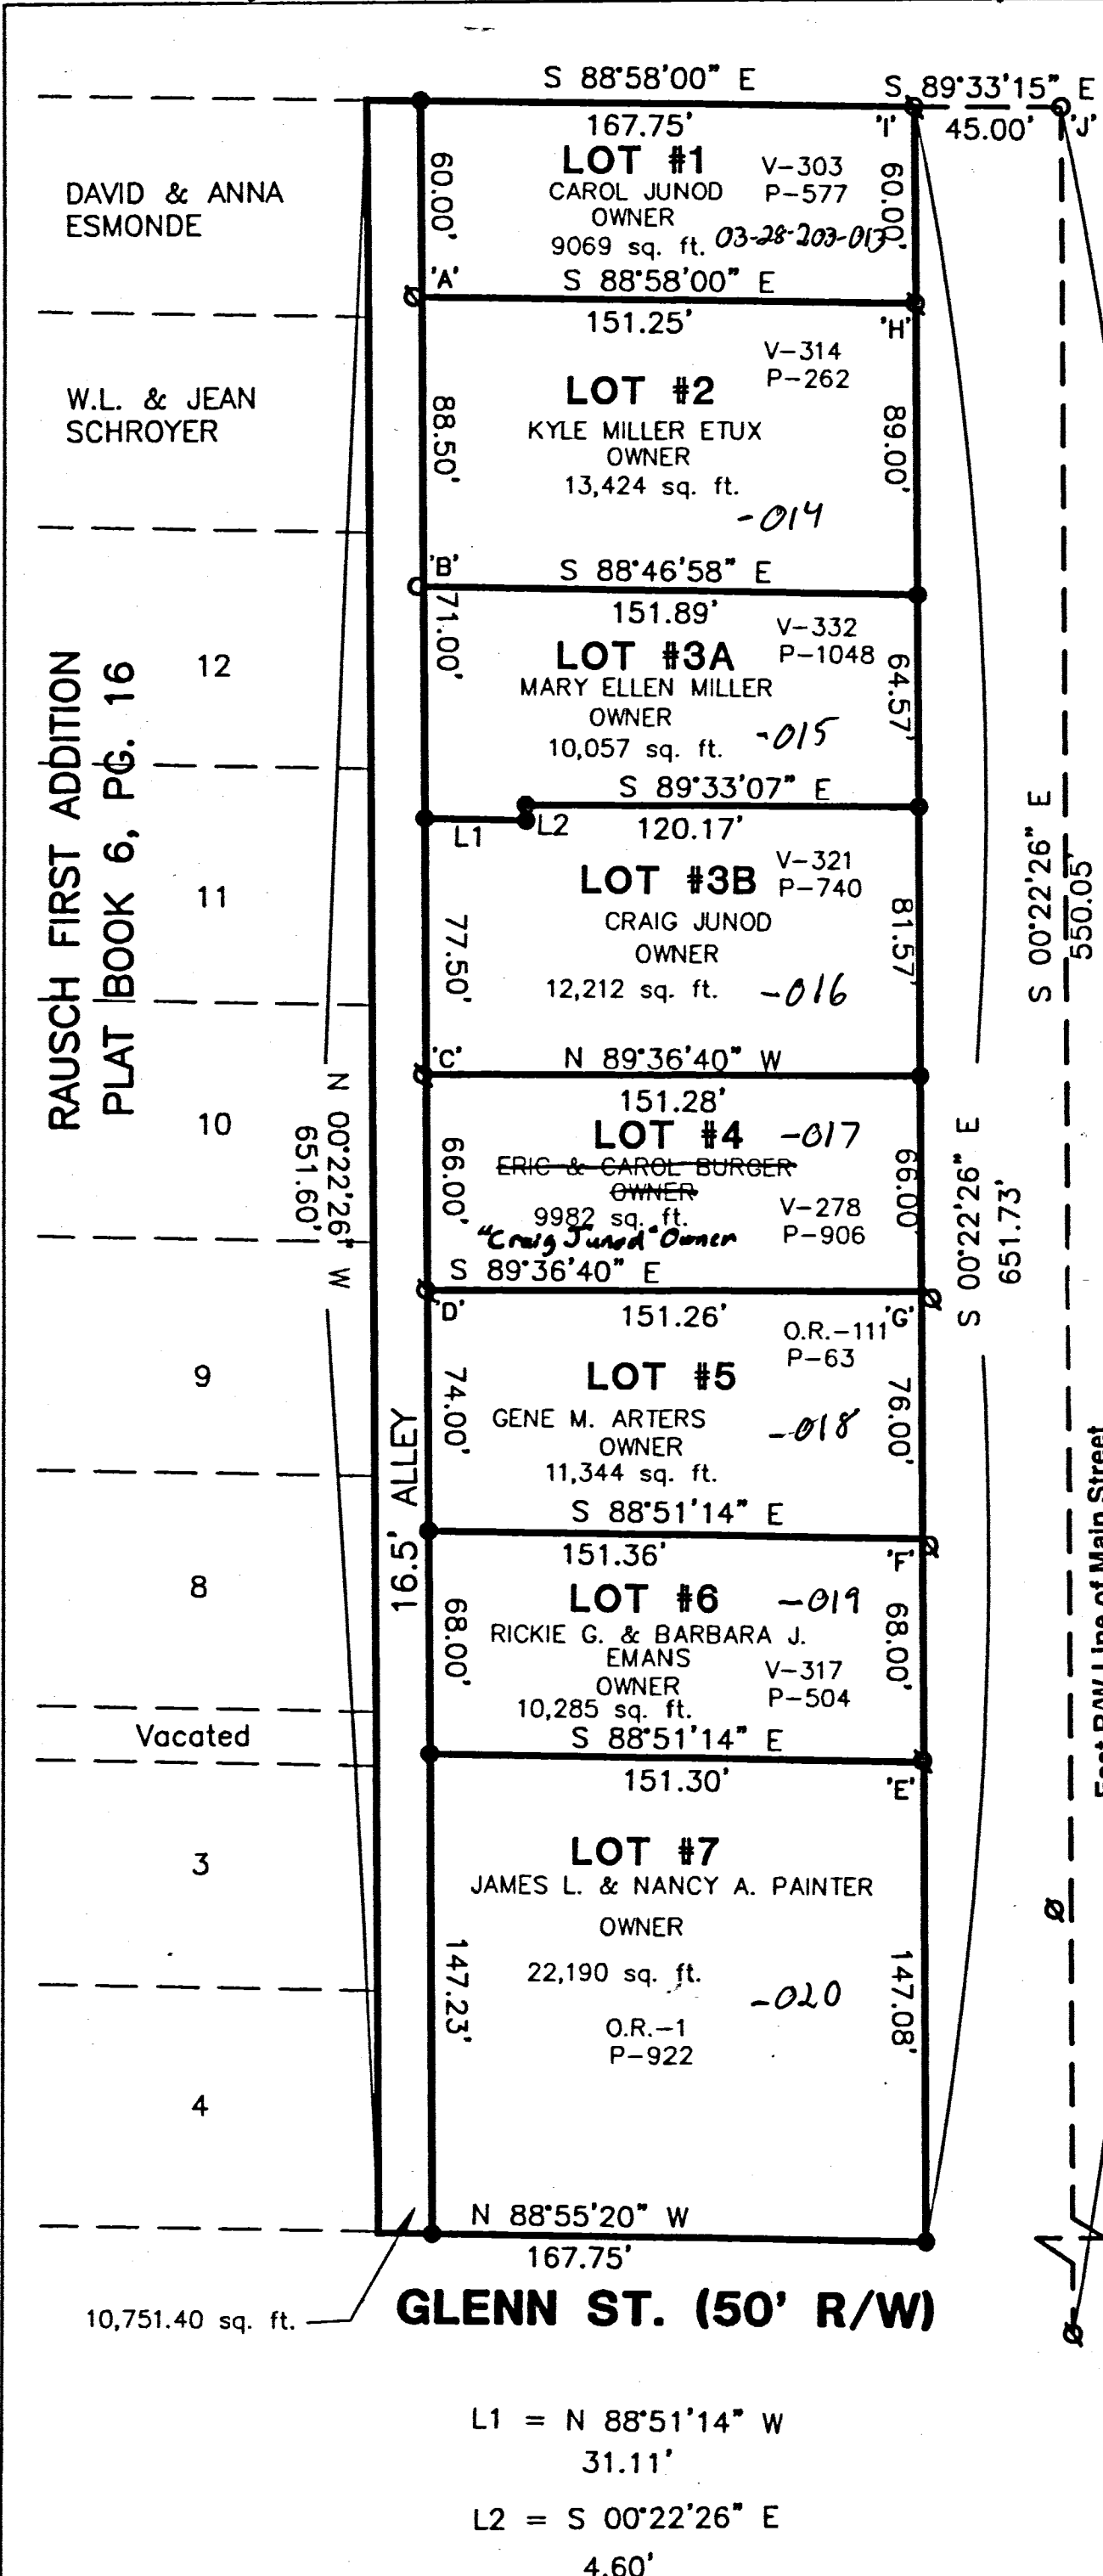 S 88°58'00" E
S 89°33'15" E
167.75'
'I'
45.00'
'J'
LOT #1
V-303
P-577
CAROL JUNOD
OWNER
9069 sq. ft.
03-28-203-013
60.00'
60.00'
DAVID & ANNA
ESMONDE
'A'
S 88°58'00" E
151.25'
'H'
V-314
P-262
LOT #2
KYLE MILLER ETUX
OWNER
13,424 sq. ft.
-014
88.50'
89.00'
W.L. & JEAN
SCHROYER
'B'
S 88°46'58" E
151.89'
V-332
P-1048
LOT #3A
MARY ELLEN MILLER
OWNER
10,057 sq. ft.
-015
71.00'
64.57'
12
RAUSCH FIRST ADDITION
PLAT BOOK 6, PG. 16
S 89°33'07" E
L1
L2
120.17'
V-321
P-740
LOT #3B
CRAIG JUNOD
OWNER
12,212 sq. ft.
-016
77.50'
81.57'
11
S 00°22'26" E
550.05'
'C'
N 89°36'40" W
151.28'
LOT #4
-017
ERIC & CAROL BURGER
OWNER
9982 sq. ft.
V-278
P-906
"Craig Junod" Owner
66.00'
66.00'
10
N 00°22'26" W
651.60'
S 00°22'26" E
651.73'
S 89°36'40" E
'D'
151.26'
'G'
O.R.-111
P-63
LOT #5
GENE M. ARTERS
OWNER
11,344 sq. ft.
-018
74.00'
76.00'
9
16.5' ALLEY
S 88°51'14" E
151.36'
'F'
LOT #6
-019
RICKIE G. & BARBARA J.
EMANS
OWNER
10,285 sq. ft.
V-317
P-504
68.00'
68.00'
8
East R/W Line of Main Street
Vacated
S 88°51'14" E
151.30'
'E'
LOT #7
JAMES L. & NANCY A. PAINTER
OWNER
22,190 sq. ft.
-020
O.R.-1
P-922
147.23'
147.08'
3
4
N 88°55'20" W
167.75'
10,751.40 sq. ft.
GLENN ST. (50' R/W)
L1 = N 88°51'14" W
31.11'
L2 = S 00°22'26" E
4.60'